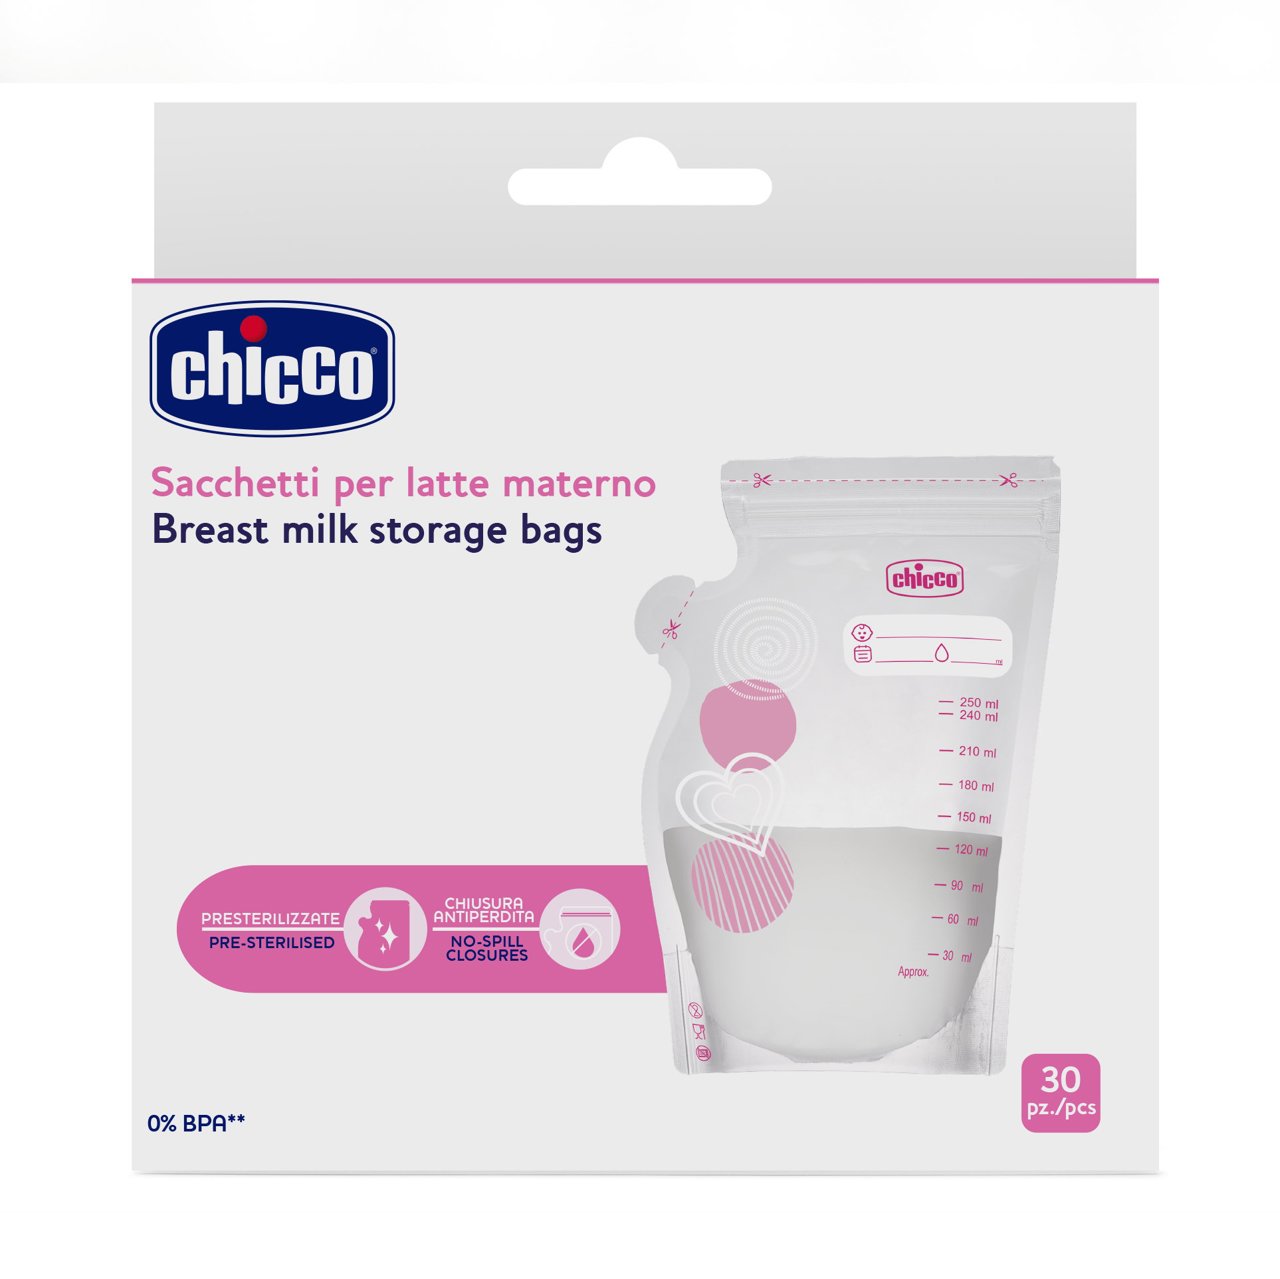 chicco®
Sacchetti per latte materno
Breast milk storage bags
chicco
ml
250 ml
240 ml
210 ml
180 ml
150 ml
120 ml
90 ml
60 ml
30 ml
Approx.
PRESTERILIZZATE
PRE-STERILISED
CHIUSURA
ANTIPERDITA
NO-SPILL
CLOSURES
0% BPA**
30
pz./pcs